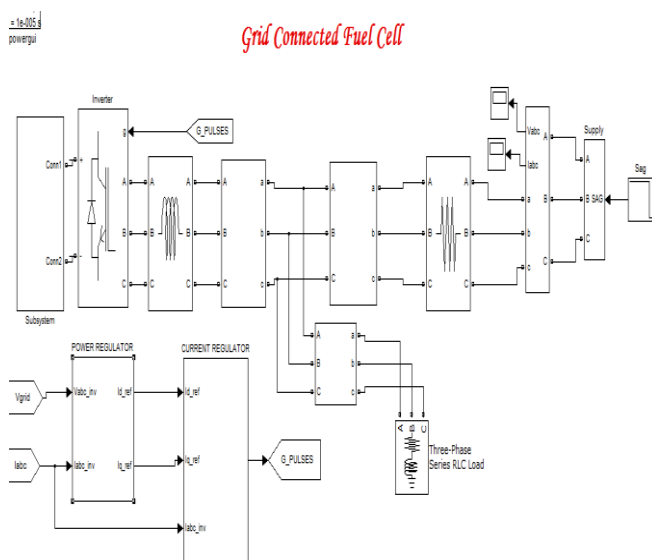 = 1e-005 s
powergui
Grid Connected Fuel Cell
Inverter
G_PULSES
Conn1
Conn2
Subsystem
+
-
g
A
B
C
A
B
C
A
B
C
A
B
C
a
b
c
A
B
C
a
b
c
A
B
C
A
B
C
Vabc
Iabc
a
b
c
A
B
C
Supply
A
B
C
SAG
Sag
A
B
C
a
b
c
A
B
C
Three-Phase
Series RLC Load
POWER REGULATOR
CURRENT REGULATOR
Vgrid
Iabc
Vabc_inv
Iabc_inv
Id_ref
Iq_ref
Id_ref
Iq_ref
Iabc_inv
G_PULSES